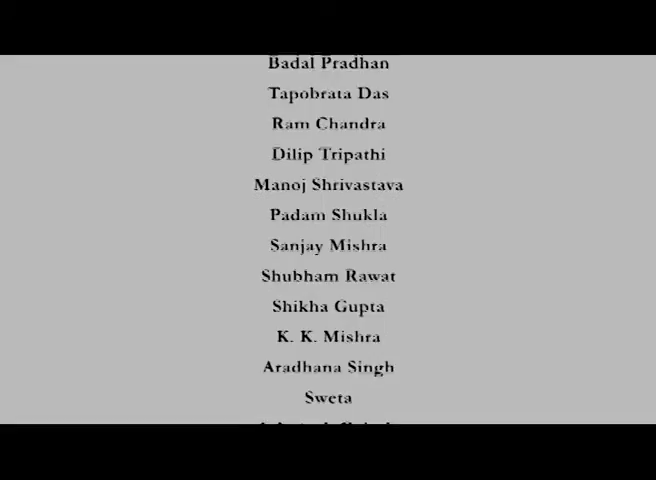 Badal Pradhan
Tapobrata Das
Ram Chandra
Dilip Tripathi
Manoj Shrivastava
Padam Shukla
Sanjay Mishra
Shubham Rawat
Shikha Gupta
K. K. Mishra
Aradhana Singh
Sweta